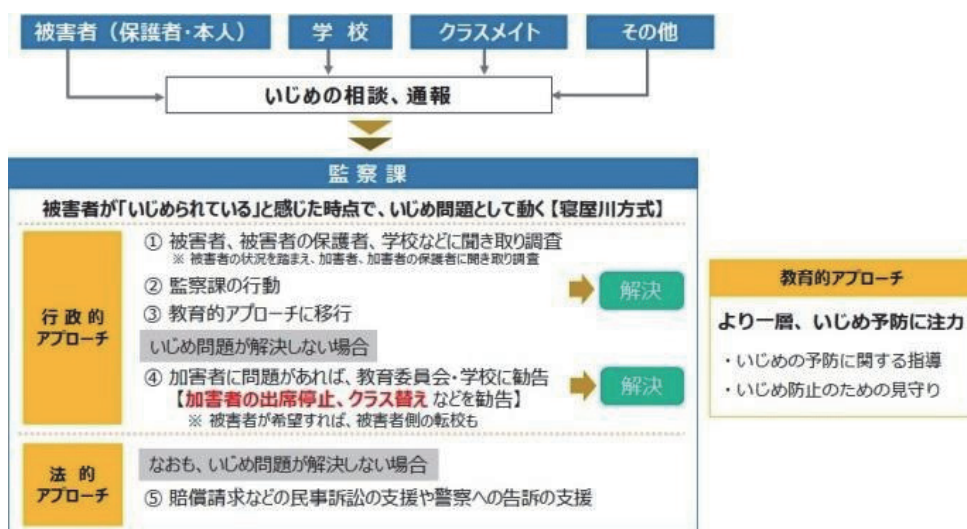 被害者（保護者・本人）
学校
クラスメイト
その他
いじめの相談、通報
監察課
被害者が「いじめられている」と感じた時点で、いじめ問題として動く【寝屋川方式】
行政的
アプローチ
① 被害者、被害者の保護者、学校などに聞き取り調査
※ 被害者の状況を踏まえ、加害者、加害者の保護者に聞き取り調査
② 監察課の行動
③ 教育的アプローチに移行
解決
いじめ問題が解決しない場合
④ 加害者に問題があれば、教育委員会・学校に勧告
【加害者の出席停止、クラス替えなどを勧告】
※ 被害者が希望すれば、被害者側の転校も
解決
法的
アプローチ
なおも、いじめ問題が解決しない場合
⑤ 賠償請求などの民事訴訟の支援や警察への告訴の支援
教育的アプローチ
より一層、いじめ予防に注力
・いじめの予防に関する指導
・いじめ防止のための見守り